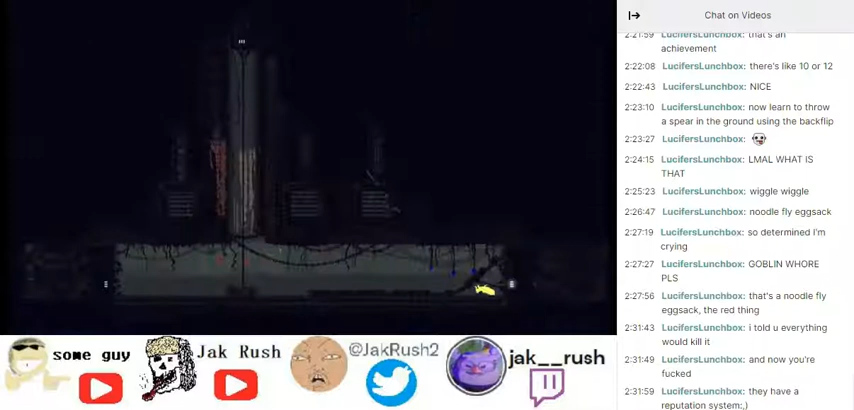 Chat on Videos
2:21:59 LucifersLunchbox: that's an
achievement
2:22:08 LucifersLunchbox: there's like 10 or 12
2:22:43 LucifersLunchbox: NICE
2:23:10 LucifersLunchbox: now learn to throw
a spear in the ground using the backflip
2:23:27 LucifersLunchbox:
2:24:15 LucifersLunchbox: LMAL WHAT IS
THAT
2:25:23 LucifersLunchbox: wiggle wiggle
2:26:47 LucifersLunchbox: noodle fly eggsack
2:27:19 LucifersLunchbox: so determined I'm
crying
2:27:27 LucifersLunchbox: GOBLIN WHORE
PLS
2:27:56 LucifersLunchbox: that's a noodle fly
eggsack, the red thing
2:31:43 LucifersLunchbox: i told u everything
would kill it
2:31:49 LucifersLunchbox: and now you're
fucked
2:31:59 LucifersLunchbox: they have a
reputation system;)
some guy
Jak Rush
@JakRush2
jak__rush